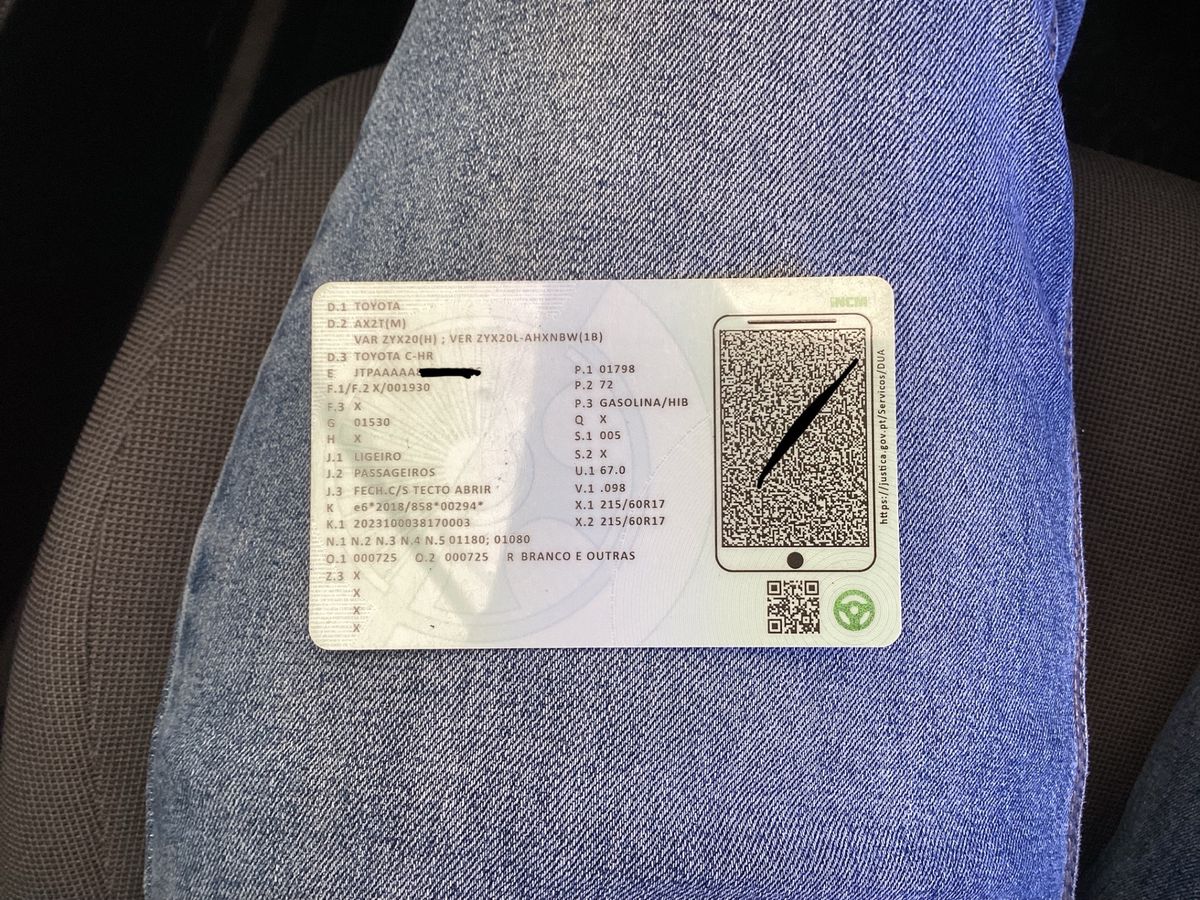 INCM
D.1 TOYOTA
D.2 AX2T(M)
VAR ZYX20(H) ; VER ZYX20L-AHXNBW(1B)
D.3 TOYOTA C-HR
E JTPAAAAA
F.1/F.2 X/001930
F.3 X
G 01530
H X
J.1 LIGEIRO
J.2 PASSAGEIROS
J.3 FECH.C/S TECTO ABRIR
K e6*2018/858*00294*
K.1 2023100038170003
N.1 N.2 N.3 N.4 N.5 01180; 01080
O.1 000725 O.2 000725 R BRANCO E OUTRAS
Z.3 X
X
X
X
P.1 01798
P.2 72
P.3 GASOLINA/HIB
Q X
S.1 005
S.2 X
U.1 67.0
V.1 .098
X.1 215/60R17
X.2 215/60R17
https://justica.gov.pt/Servicos/DUA